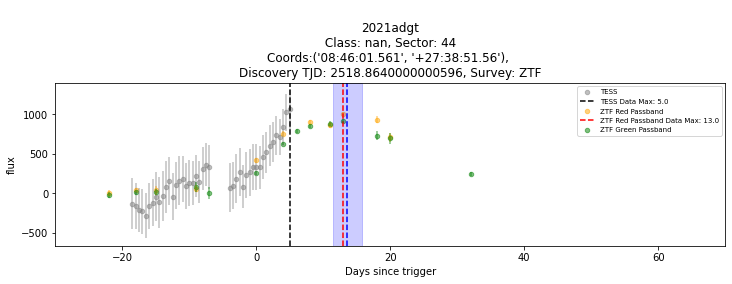 2021adgt
Class: nan, Sector: 44
Coords:('08:46:01.561', '+27:38:51.56'),
Discovery TJD: 2518.8640000000596, Survey: ZTF
TESS
TESS Data Max: 5.0
ZTF Red Passband
ZTF Red Passband Data Max: 13.0
ZTF Green Passband
flux
1000
500
0
−500
−20
0
20
40
60
Days since trigger